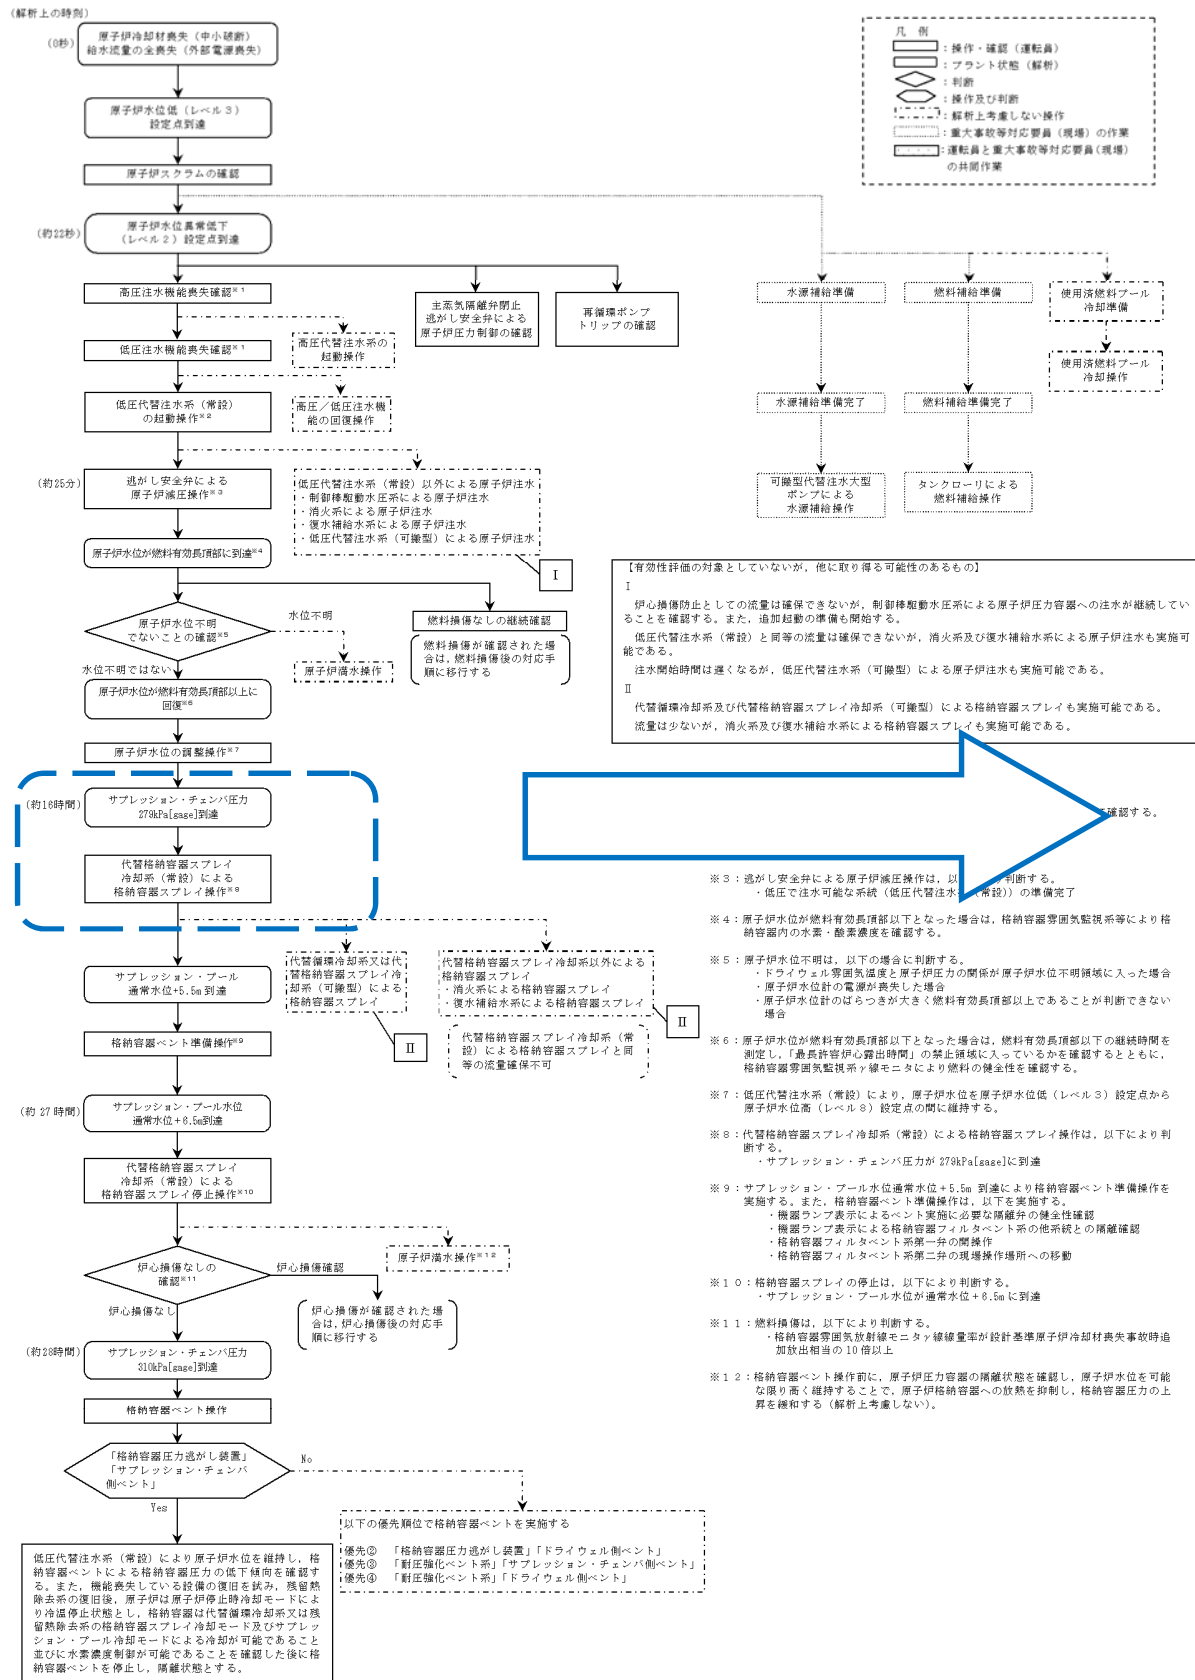 (解析上の時刻)
(0秒)
原子炉冷却材喪失（中小破断）
給水流量の全喪失（外部電源喪失）
原子炉水位低（レベル３）
設定点到達
原子炉スクラムの確認
(約22秒)
原子炉水位異常低下
（レベル２）設定点到達
高圧注水機能喪失確認※１
主蒸気隔離弁閉止
逃がし安全弁による
原子炉圧力制御の確認
再循環ポンプ
トリップの確認
高圧代替注水系の
起動操作
低圧注水機能喪失確認※１
低圧代替注水系（常設）
の起動操作※２
高圧／低圧注水機
能の回復操作
(約25分)
逃がし安全弁による
原子炉減圧操作※３
低圧代替注水系（常設）以外による原子炉注水
・制御棒駆動水圧系による原子炉注水
・消火系による原子炉注水
・復水補給水系による原子炉注水
・低圧代替注水系（可搬型）による原子炉注水
Ⅰ
原子炉水位が燃料有効長頂部に到達※４
原子炉水位不明
でないことの確認※５
水位不明
原子炉満水操作
水位不明ではない
燃料損傷なしの継続確認
燃料損傷が確認された場
合は，燃料損傷後の対応手
順に移行する
原子炉水位が燃料有効長頂部以上に
回復※６
原子炉水位の調整操作※７
(約16時間)
サプレッション・チェンバ圧力
279kPa[gage]到達
代替格納容器スプレイ
冷却系（常設）による
格納容器スプレイ操作※８
代替循環冷却系又は代
替格納容器スプレイ冷
却系（可搬型）による
格納容器スプレイ
Ⅱ
代替格納容器スプレイ冷却系以外による
格納容器スプレイ
・消火系による格納容器スプレイ
・復水補給水系による格納容器スプレイ
Ⅱ
代替格納容器スプレイ冷却系（常
設）による格納容器スプレイと同
等の流量確保不可
サプレッション・プール
通常水位+5.5m到達
格納容器ベント準備操作※９
(約27時間)
サプレッション・プール水位
通常水位＋6.5m到達
代替格納容器スプレイ
冷却系（常設）による
格納容器スプレイ停止操作※１０
原子炉満水操作※１２
炉心損傷なしの
確認※１１
炉心損傷確認
炉心損傷が確認された場
合は，炉心損傷後の対応手
順に移行する
炉心損傷なし
(約28時間)
サプレッション・チェンバ圧力
310kPa[gage]到達
格納容器ベント操作
「格納容器圧力逃がし装置」
「サプレッション・チェンバ
側ベント」
No
Yes
以下の優先順位で格納容器ベントを実施する
優先②　「格納容器圧力逃がし装置」「ドライウェル側ベント」
優先③　「耐圧強化ベント系」「サプレッション・チェンバ側ベント」
優先④　「耐圧強化ベント系」「ドライウェル側ベント」
低圧代替注水系（常設）により原子炉水位を維持し，格
納容器ベントによる格納容器圧力の低下傾向を確認す
る。また，機能喪失している設備の復旧を試み，残留熱
除去系の復旧後，原子炉は原子炉停止時冷却モードによ
り冷温停止状態とし，格納容器は代替循環冷却系又は残
留熱除去系の格納容器スプレイ冷却モード及びサプレッ
ション・プール冷却モードによる冷却が可能であること
並びに水素濃度制御が可能であることを確認した後に格
納容器ベントを停止し，隔離状態とする。
凡　例
：操作・確認（運転員）
：プラント状態（解析）
：判断
：操作及び判断
：解析上考慮しない操作
：重大事故等対応要員（現場）の作業
：運転員と重大事故等対応要員（現場）
の共同作業
水源補給準備
燃料補給準備
使用済燃料プール
冷却準備
使用済燃料プール
冷却操作
水源補給準備完了
燃料補給準備完了
可搬型代替注水大型
ポンプによる
水源補給操作
タンクローリによる
燃料補給操作
【有効性評価の対象としていないが，他に取り得る可能性のあるもの】
Ⅰ
炉心損傷防止としての流量は確保できないが，制御棒駆動水圧系による原子炉圧力容器への注水が継続してい
ることを確認する。また，追加起動の準備も開始する。
低圧代替注水系（常設）と同等の流量は確保できないが，消火系及び復水補給水系による原子炉注水も実施可
能である。
注水開始時間は遅くなるが，低圧代替注水系（可搬型）による原子炉注水も実施可能である。
Ⅱ
代替循環冷却系及び代替格納容器スプレイ冷却系（可搬型）による格納容器スプレイも実施可能である。
流量は少ないが，消火系及び復水補給水系による格納容器スプレイも実施可能である。
確認する。
※３：逃がし安全弁による原子炉減圧操作は，以　　判断する。
・低圧で注水可能な系統（低圧代替注水系（常設））の準備完了
※４：原子炉水位が燃料有効長頂部以下となった場合は，格納容器雰囲気監視系等により格
納容器内の水素・酸素濃度を確認する。
※５：原子炉水位不明は，以下の場合に判断する。
・ドライウェル雰囲気温度と原子炉圧力の関係が原子炉水位不明領域に入った場合
・原子炉水位計の電源が喪失した場合
・原子炉水位計のばらつきが大きく燃料有効長頂部以上であることが判断できない
場合
※６：原子炉水位が燃料有効長頂部以下となった場合は，燃料有効長頂部以下の継続時間を
測定し，「最長許容炉心露出時間」の禁止領域に入っているかを確認するとともに，
格納容器雰囲気監視系γ線モニタにより燃料の健全性を確認する。
※７：低圧代替注水系（常設）により，原子炉水位を原子炉水位低（レベル３）設定点から
原子炉水位高（レベル８）設定点の間に維持する。
※８：代替格納容器スプレイ冷却系（常設）による格納容器スプレイ操作は，以下により判
断する。
・サプレッション・チェンバ圧力が279kPa[gage]に到達
※９：サプレッション・プール水位通常水位＋5.5m 到達により格納容器ベント準備操作を
実施する。また，格納容器ベント準備操作は，以下を実施する。
・機器ランプ表示によるベント実施に必要な隔離弁の健全性確認
・機器ランプ表示による格納容器フィルタベント系の他系統との隔離確認
・格納容器フィルタベント系第一弁の開操作
・格納容器フィルタベント系第二弁の現場操作場所への移動
※１０：格納容器スプレイの停止は，以下により判断する。
・サプレッション・プール水位が通常水位＋6.5mに到達
※１１：燃料損傷は，以下により判断する。
・格納容器雰囲気放射線モニタγ線線量率が設計基準原子炉冷却材喪失事故時追
加放出相当の10倍以上
※１２：格納容器ベント操作前に，原子炉圧力容器の隔離状態を確認し，原子炉水位を可能
な限り高く維持することで，原子炉格納容器への放熱を抑制し，格納容器圧力の上
昇を緩和する（解析上考慮しない）。